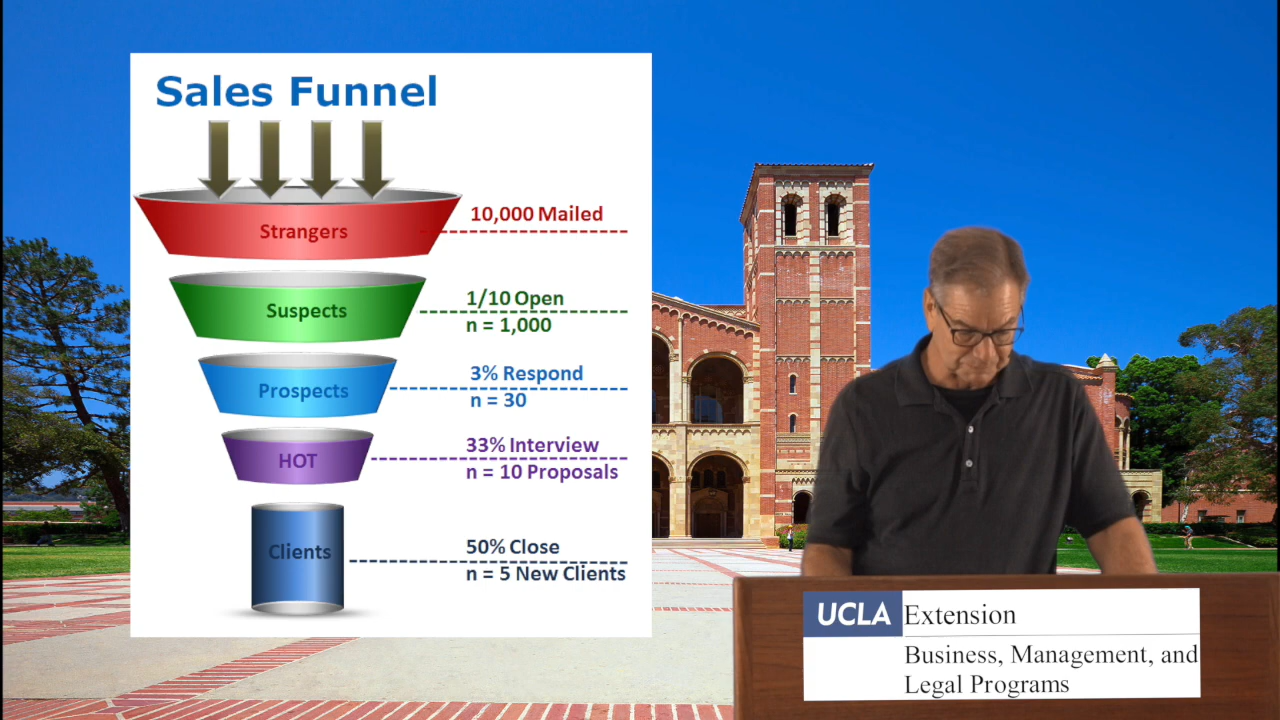 Sales Funnel
Strangers
10,000 Mailed
Suspects
1/10 Open
n = 1,000
Prospects
3% Respond
n = 30
HOT
33% Interview
n = 10 Proposals
Clients
50% Close
n = 5 New Clients
UCLA Extension
Business, Management, and
Legal Programs